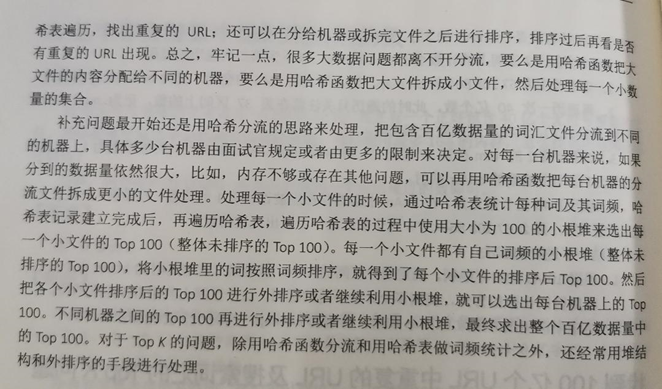 希表遍历，找出重复的 URL；还可以在分给机器或拆完文件之后进行排序，排序过后再看是否
有重复的 URL 出现。总之，牢记一点，很多大数据问题都离不开分流，要么是用哈希函数把大
文件的内容分配给不同的机器，要么是用哈希函数把大文件拆成小文件，然后处理每一个小数
量的集合。
补充问题最开始还是用哈希分流的思路来处理，把包含百亿数据量的词汇文件分流到不同
的机器上，具体多少台机器由面试官规定或者由更多的限制来决定。对每一台机器来说，如果
分到的数据量依然很大，比如，内存不够或存在其他问题，可以再用哈希函数把每台机器的分
流文件拆成更小的文件处理。处理每一个小文件的时候，通过哈希表统计每种词及其词频，哈
希表记录建立完成后，再遍历哈希表，遍历哈希表的过程中使用大小为 100 的小根堆来选出每
一个小文件的 Top 100（整体未排序的 Top 100）。每一个小文件都有自己词频的小根堆（整体未
排序的 Top 100），将小根堆里的词按照词频排序，就得到了每个小文件的排序后 Top 100。然后
把各个小文件排序后的 Top 100 进行外排序或者继续利用小根堆，就可以选出每台机器上的 Top
100。不同机器之间的 Top 100 再进行外排序或者继续利用小根堆，最终求出整个百亿数据量中
的 Top 100。对于 Top K 的问题，除用哈希函数分流和用哈希表做词频统计之外，还经常用堆结
构和外排序的手段进行处理。